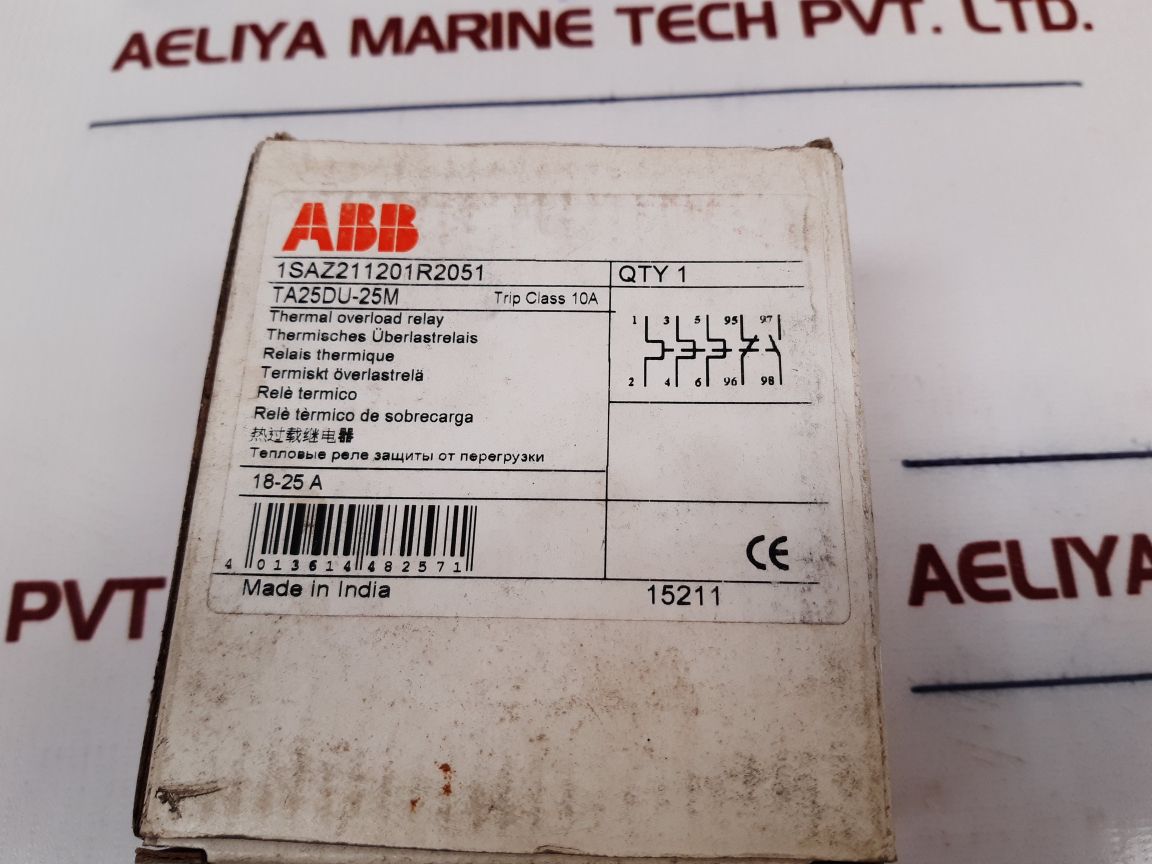 AELIYA MARINE TECH PVT. LTD.
ABB
1SAZ211201R2051
QTY 1
TA25DU-25M Trip Class 10A
Thermal overload relay
Thermisches Überlastrelais
Relais thermique
Termiskt överlastrelä
Relè termico
Relè tèrmico de sobrecarga
热过载继电器
Тепловые реле защиты от перегрузки
1 3 5 95 97
2 4 6 96 98
18-25 A
4 013614 482571
CE
Made in India
15211
PVT
AELIYA